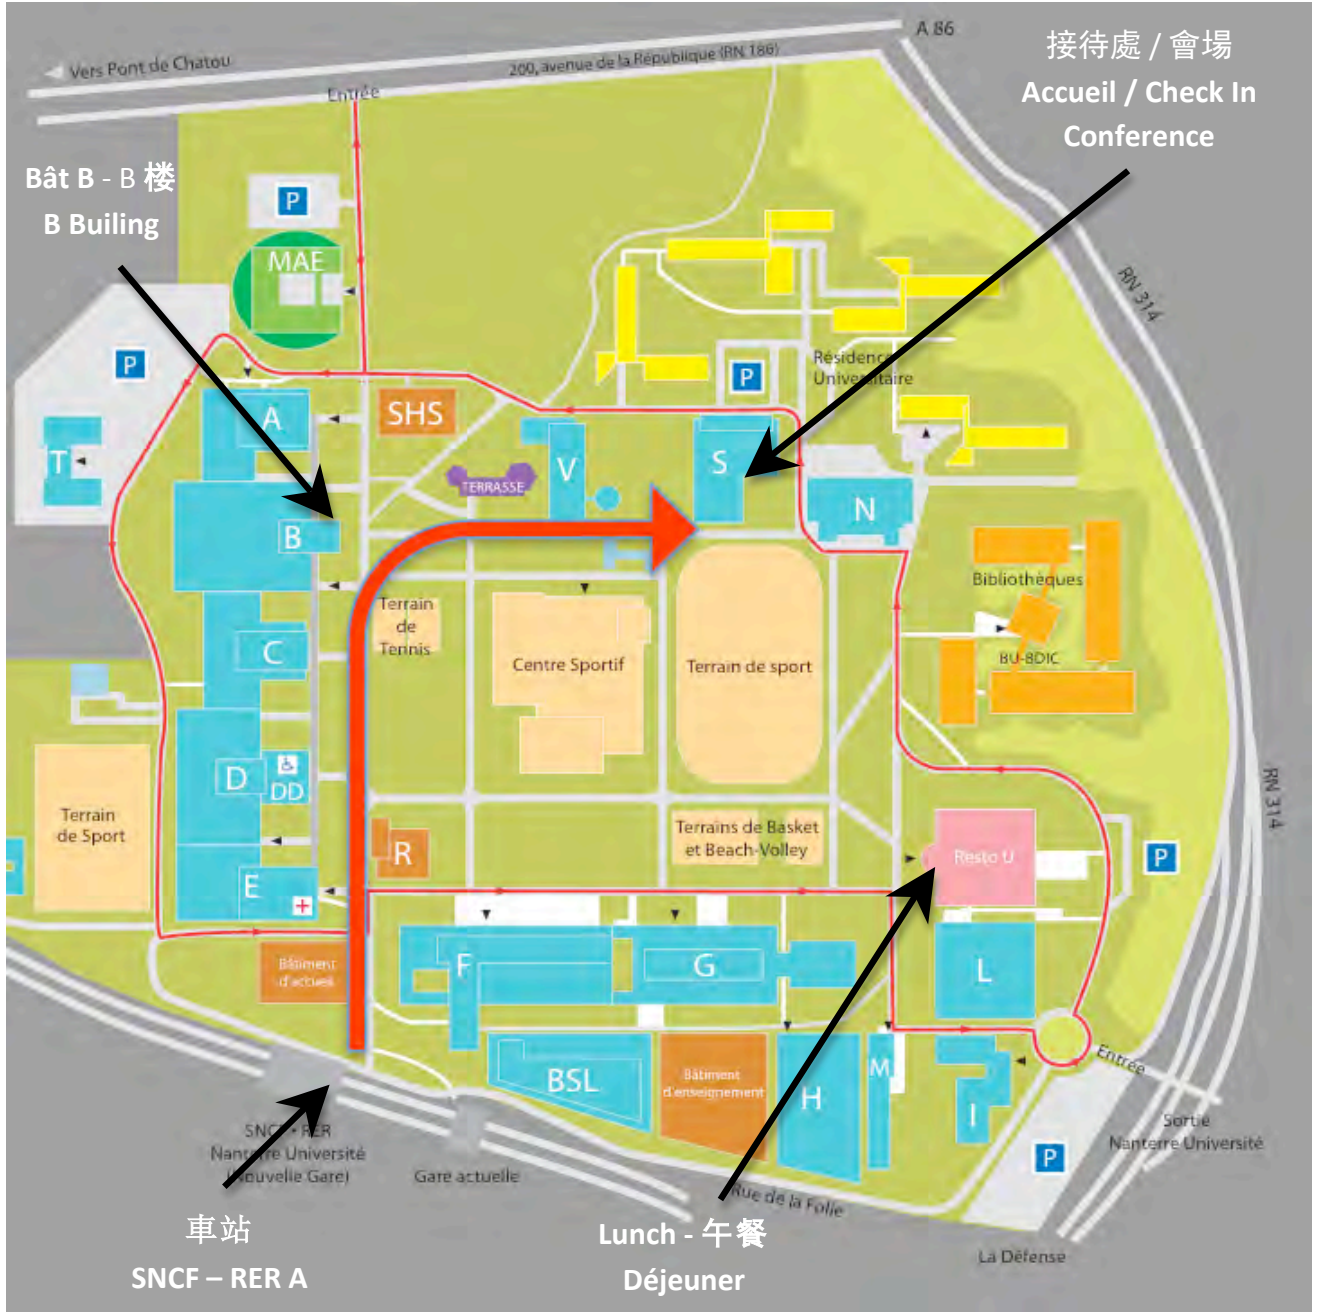 A 86
Vers Pont de Chatou
200, avenue de la République (RN 186)
Entrée
接待處 / 會場
Accueil / Check In
Conference
Bât B - B 楼
B Builing
P
MAE
RN 314
P
P
Résidence
Universitaire
A
SHS
T
V
S
TERRASSE
N
B
Bibliothèques
Terrain
de
Tennis
C
Centre Sportif
Terrain de sport
BU-BDIC
D
DD
RN 314
Terrain
de Sport
Terrains de Basket
et Beach-Volley
R
Resto U
P
E
F
G
L
Bâtiment
d'accueil
BSL
Bâtiment
d'enseignement
H
M
I
Entrée
SNCF • RER
Nanterre Université
(Nouvelle Gare)
Gare actuelle
Sortie
Nanterre Université
P
Rue de la Folie
車站
SNCF – RER A
Lunch - 午餐
Déjeuner
La Défense